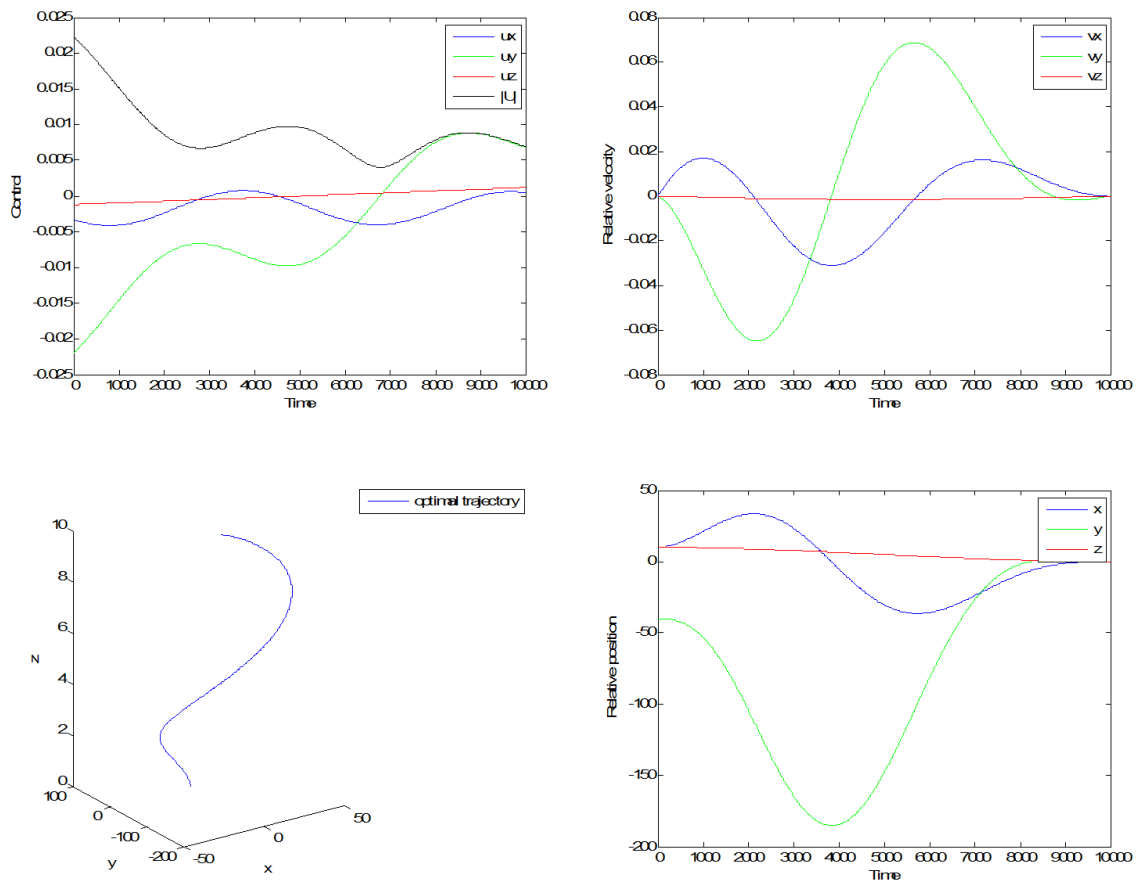 0.025
0.02
0.015
0.01
0.005
0
-0.005
-0.01
-0.015
-0.02
-0.025
Control
0 1000 2000 3000 4000 5000 6000 7000 8000 9000 10000
Time
ux
uy
uz
|U|
0.08
0.06
0.04
0.02
0
-0.02
-0.04
-0.06
-0.08
Relative velocity
0 1000 2000 3000 4000 5000 6000 7000 8000 9000 10000
Time
vx
vy
vz
optimal trajectory
10
8
6
4
2
0
z
100
0
-100
-200
y
-50
0
50
x
50
0
-50
-100
-150
-200
Relative position
0 1000 2000 3000 4000 5000 6000 7000 8000 9000 10000
Time
x
y
z